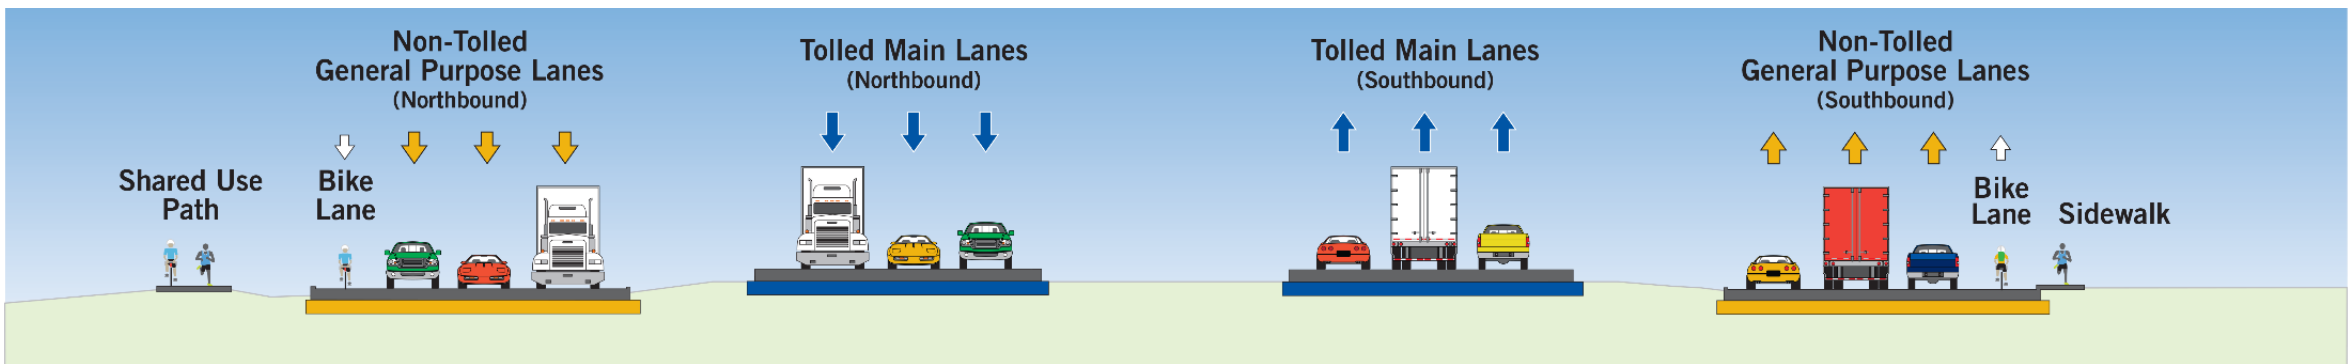 Non-Tolled
General Purpose Lanes
(Northbound)
Tolled Main Lanes
(Northbound)
Tolled Main Lanes
(Southbound)
Non-Tolled
General Purpose Lanes
(Southbound)
Shared Use
Path
Bike
Lane
Bike
Lane
Sidewalk